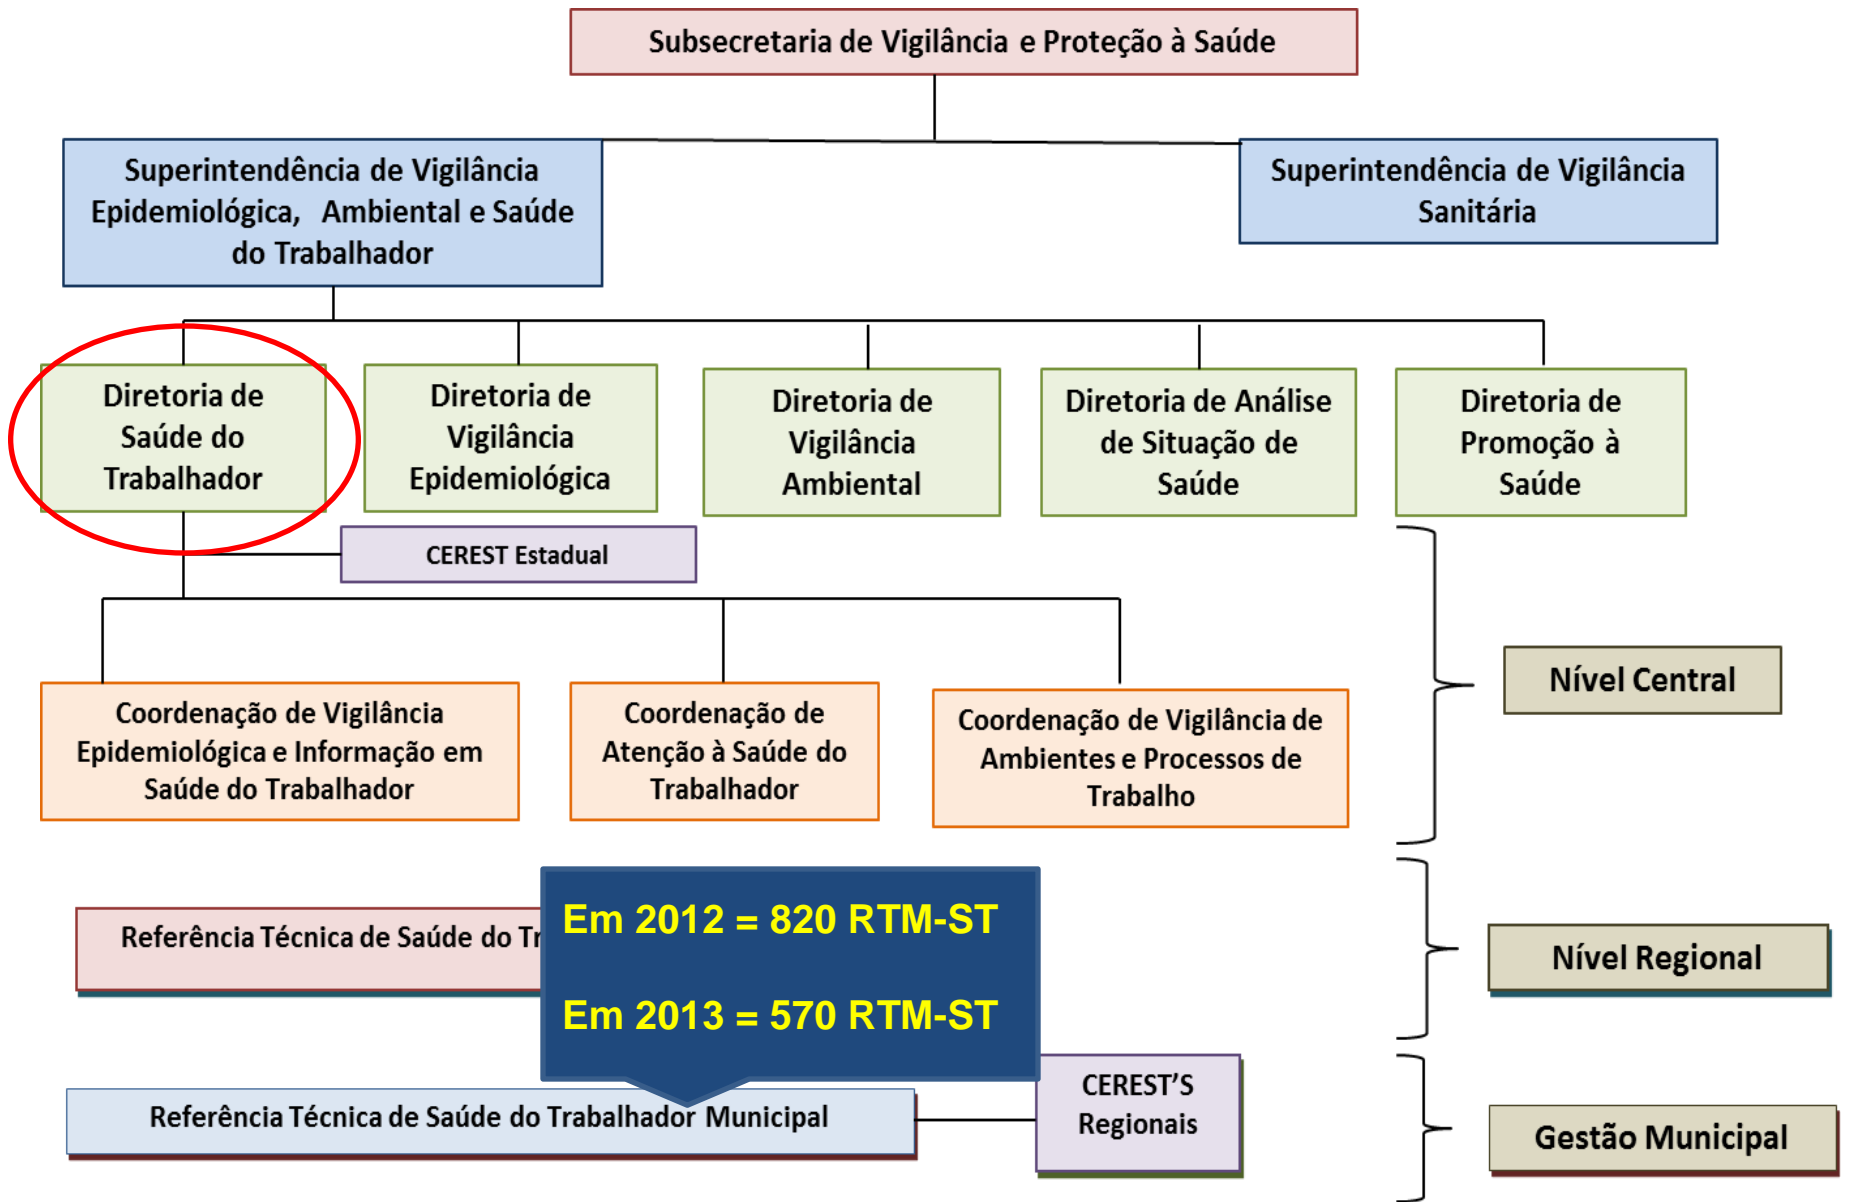 Subsecretaria de Vigilância e Proteção à Saúde
Superintendência de Vigilância
Epidemiológica, Ambiental e Saúde
do Trabalhador
Superintendência de Vigilância
Sanitária
Diretoria de
Saúde do
Trabalhador
Diretoria de
Vigilância
Epidemiológica
Diretoria de
Vigilância
Ambiental
Diretoria de Análise
de Situação de
Saúde
Diretoria de
Promoção à
Saúde
CEREST Estadual
Coordenação de Vigilância
Epidemiológica e Informação em
Saúde do Trabalhador
Coordenação de
Atenção à Saúde do
Trabalhador
Coordenação de Vigilância de
Ambientes e Processos de
Trabalho
Nível Central
Referência Técnica de Saúde do
Em 2012 = 820 RTM-ST
Em 2013 = 570 RTM-ST
Nível Regional
Referência Técnica de Saúde do Trabalhador Municipal
CEREST'S
Regionais
Gestão Municipal